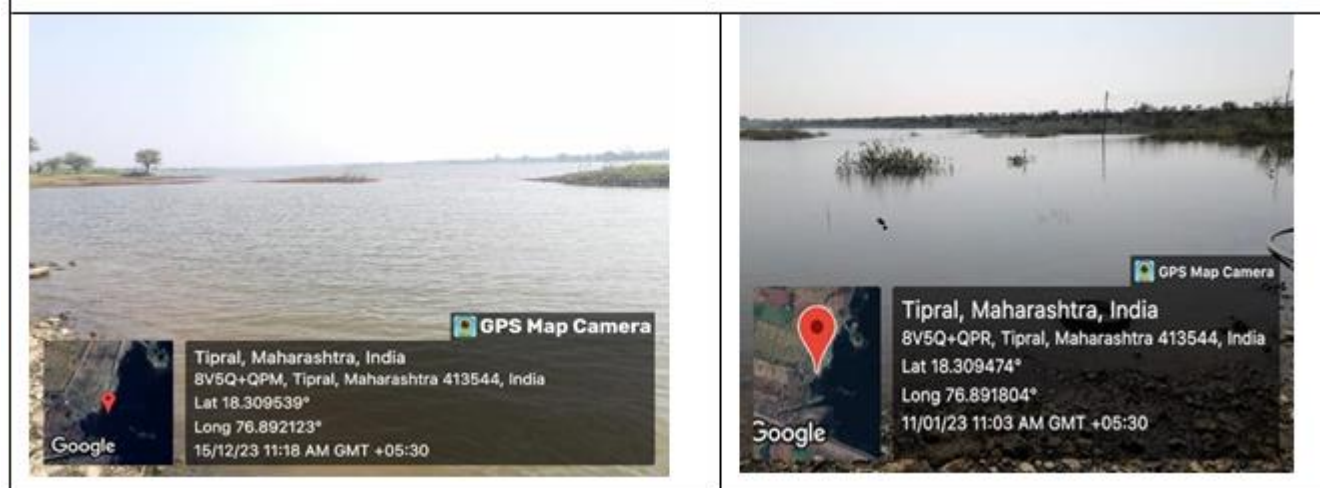 GPS Map Camera
Tipral, Maharashtra, India
8V5Q+QPM, Tipral, Maharashtra 413544, India
Lat 18.309539°
Long 76.892123°
15/12/23 11:18 AM GMT +05:30
Google
GPS Map Camera
Tipral, Maharashtra, India
8V5Q+QPR, Tipral, Maharashtra 413544, India
Lat 18.309474°
Long 76.891804°
11/01/23 11:03 AM GMT +05:30
Google